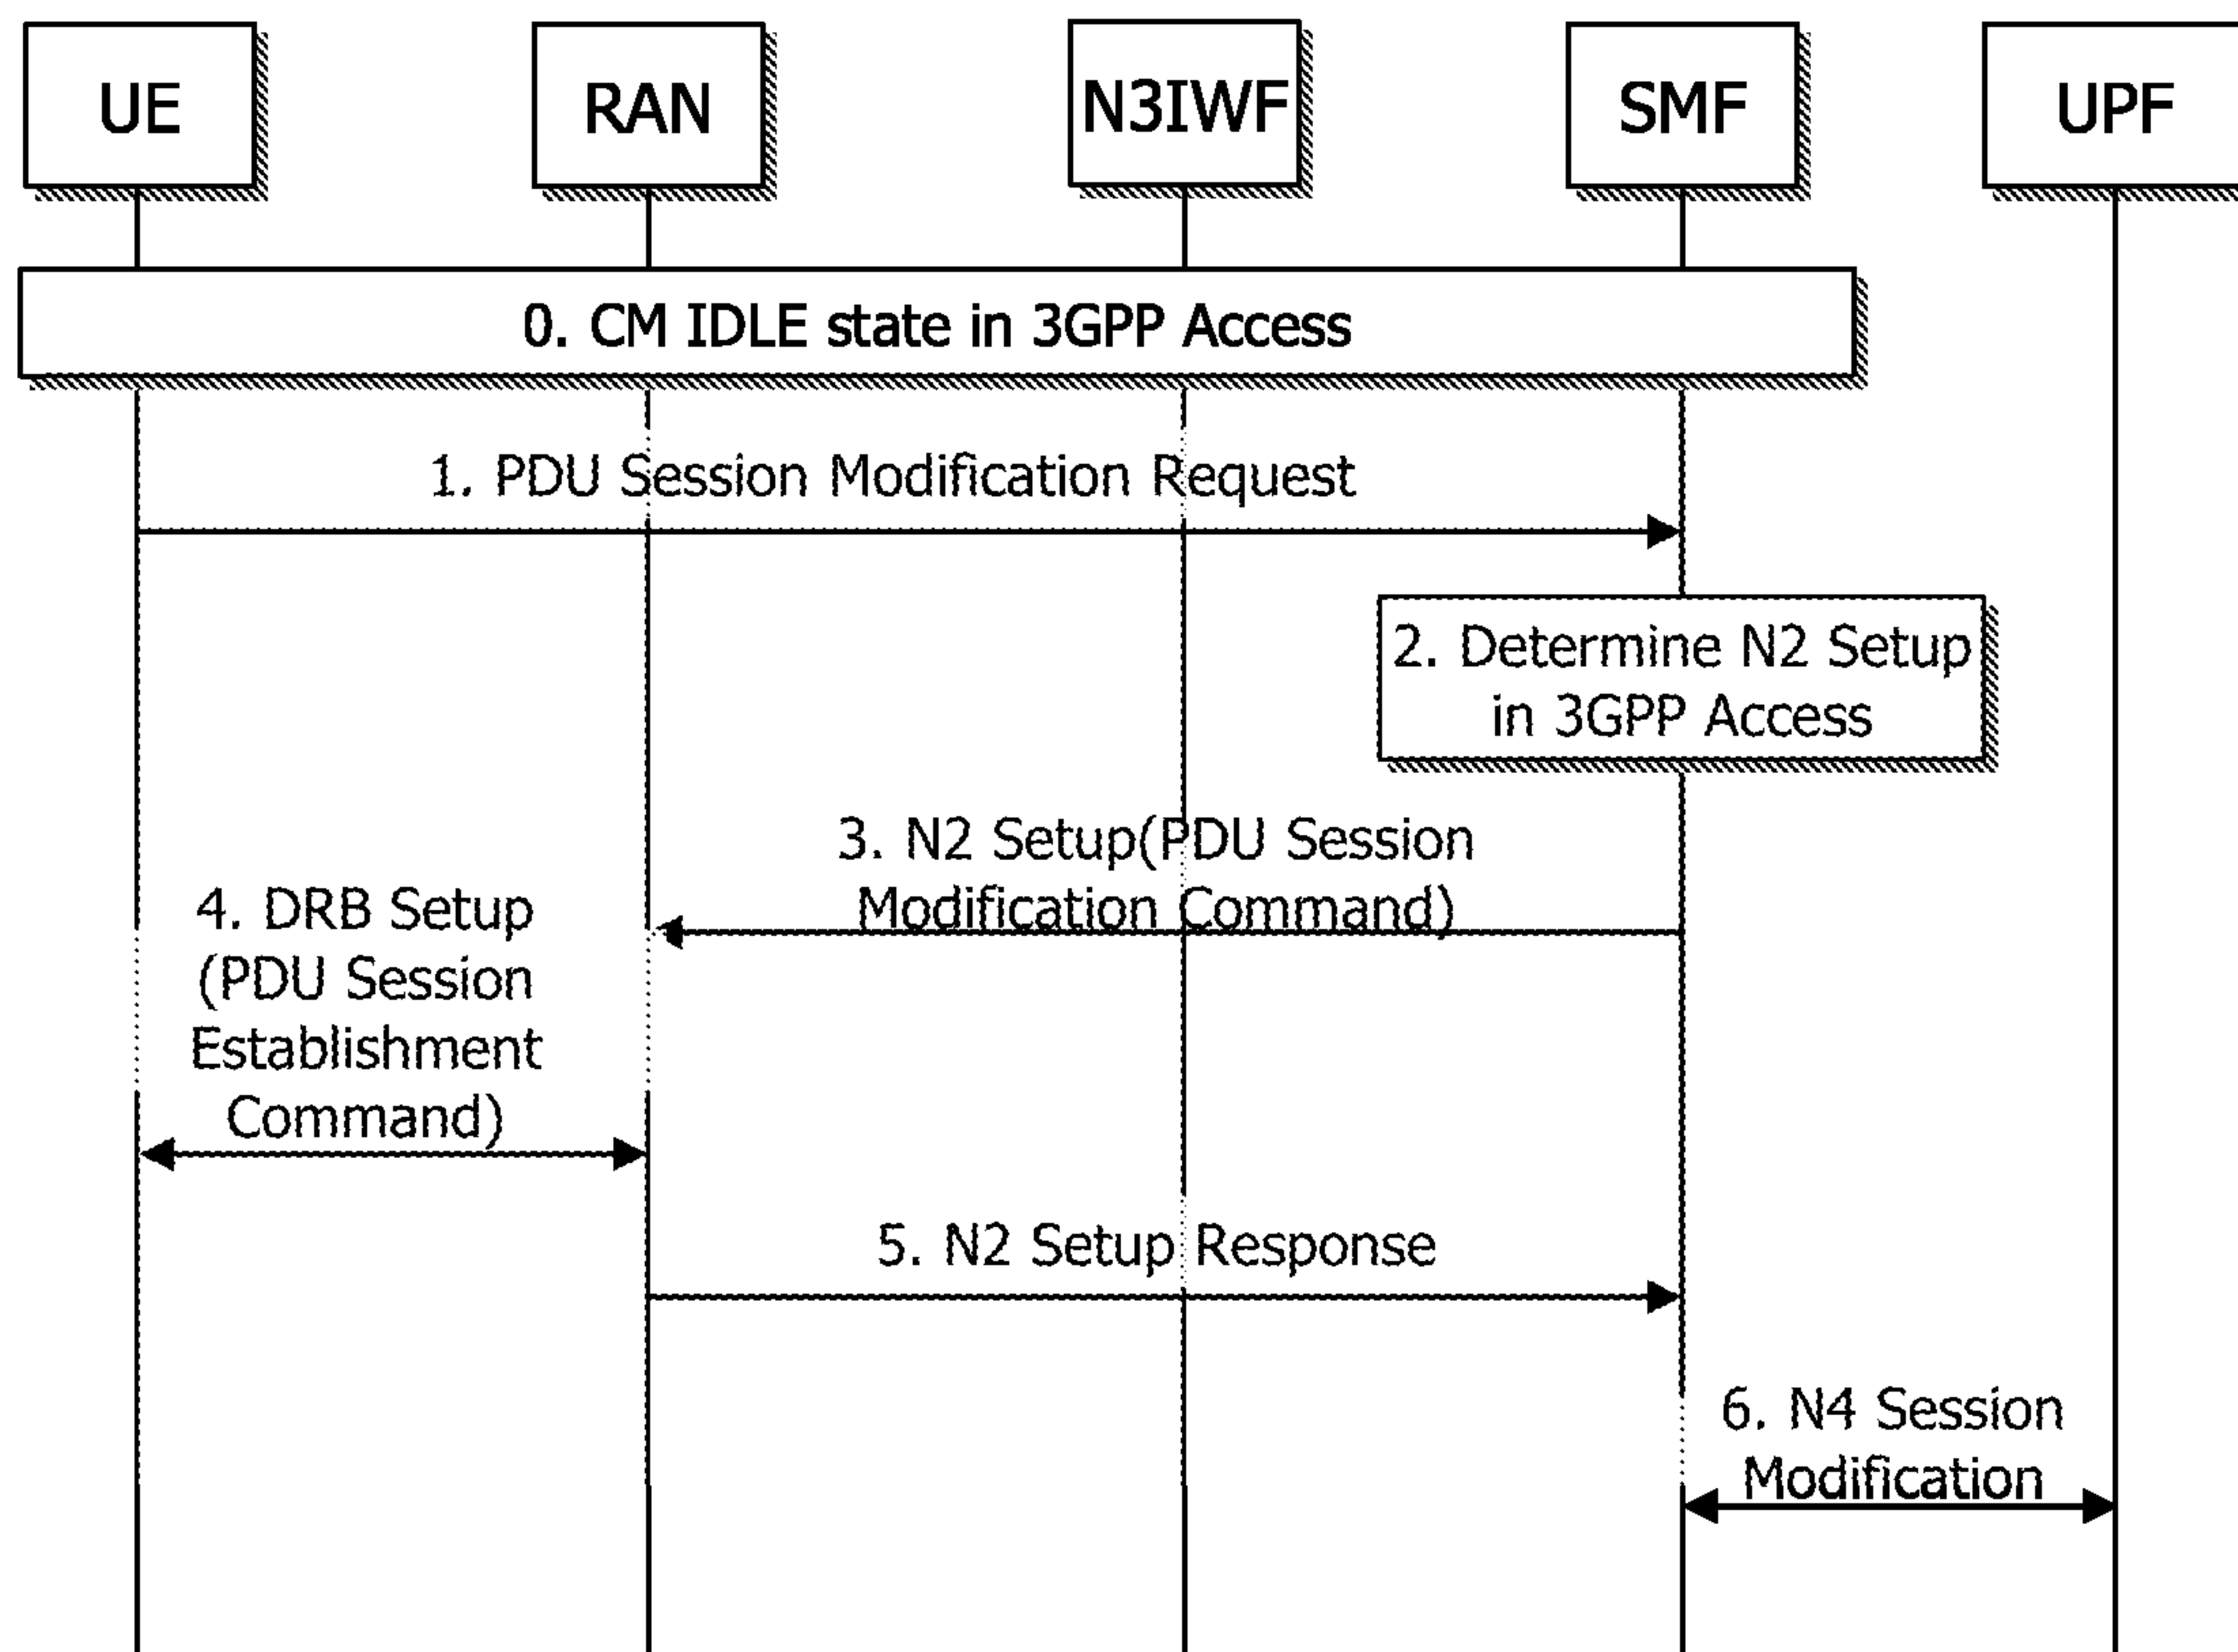 UE
RAN
N3IWF
SMF
UPF
0. CM IDLE state in 3GPP Access
1. PDU Session Modification Request
2. Determine N2 Setup
in 3GPP Access
3. N2 Setup(PDU Session
Modification Command)
4. DRB Setup
(PDU Session
Establishment
Command)
5. N2 Setup Response
6. N4 Session
Modification